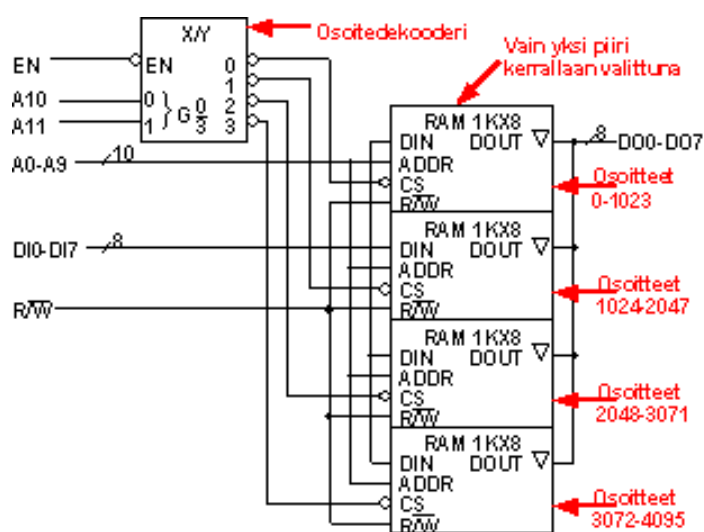 X/Y
Osoitedekooderi
EN
EN
0
1
2
3
A10
A11
0
1
G 0/3
A0-A9
10
Vain yksi piiri
kerrallaan valittuna
RAM 1KX8
DIN
DOUT
8
DO0-DO7
ADDR
CS
R/W
Osoitteet
0-1023
DI0-DI7
8
RAM 1KX8
DIN
DOUT
ADDR
CS
R/W
Osoitteet
1024-2047
R/W
RAM 1KX8
DIN
DOUT
ADDR
CS
R/W
Osoitteet
2048-3071
RAM 1KX8
DIN
DOUT
ADDR
CS
R/W
Osoitteet
3072-4095